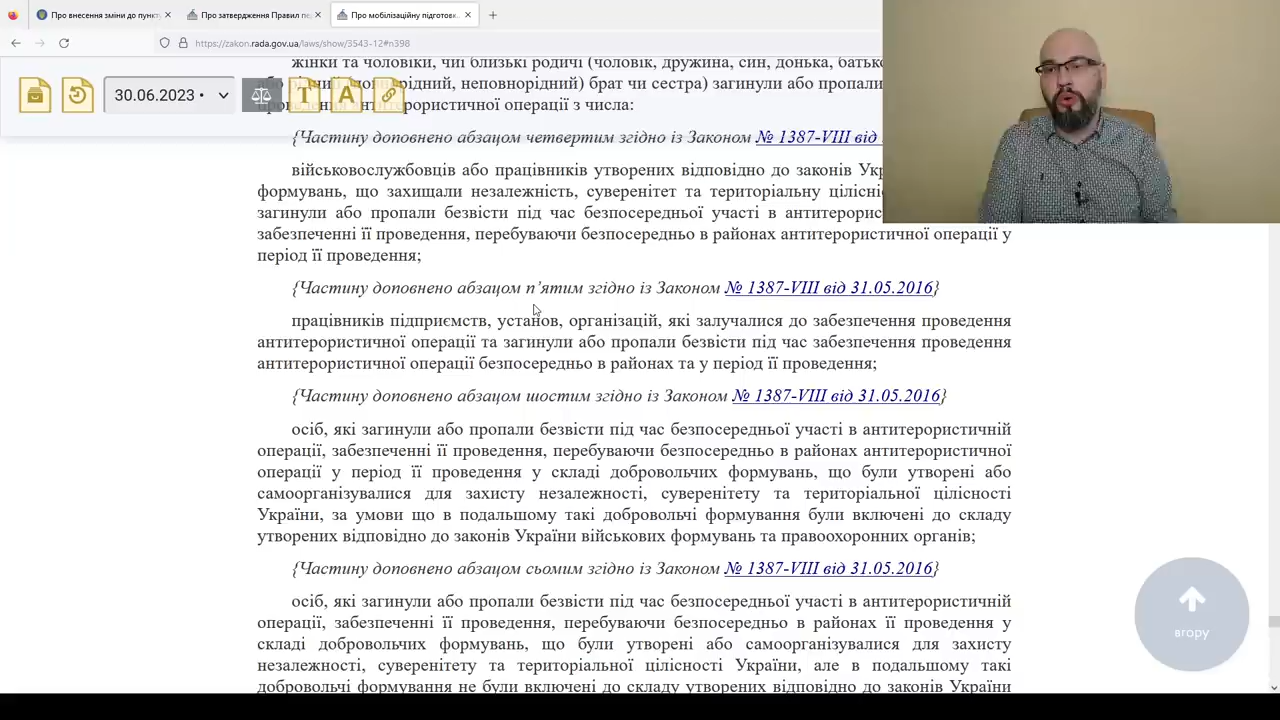 Про внесення зміни до пункт
Про затвердження Правил пе
Про мобілізаційну підготовк
https://zakon.rada.gov.ua/laws/show/3543-12#n398
жінки та чоловіки, чиї близькі родичі (чоловік, дружина, син, донька, батько
30.06.2023
брат чи сестра) загинули або пропали
антитерористичної операції з числа:
{Частину доповнено абзацом четвертим згідно із Законом № 1387-VIII від
військовослужбовців або працівників утворених відповідно до законів Укр
формувань, що захищали незалежність, суверенітет та територіальну цілісн
загинули або пропали безвісти під час безпосередньої участі в антитерорис
забезпеченні її проведення, перебуваючи безпосередньо в районах антитерористичної операції у
період її проведення;
{Частину доповнено абзацом п’ятим згідно із Законом № 1387-VIII від 31.05.2016}
працівників підприємств, установ, організацій, які залучалися до забезпечення проведення
антитерористичної операції та загинули або пропали безвісти під час забезпечення проведення
антитерористичної операції безпосередньо в районах та у період її проведення;
{Частину доповнено абзацом шостим згідно із Законом № 1387-VIII від 31.05.2016}
осіб, які загинули або пропали безвісти під час безпосередньої участі в антитерористичній
операції, забезпеченні її проведення, перебуваючи безпосередньо в районах антитерористичної
операції у період її проведення у складі добровольчих формувань, що були утворені або
самоорганізувалися для захисту незалежності, суверенітету та територіальної цілісності
України, за умови що в подальшому такі добровольчі формування були включені до складу
утворених відповідно до законів України військових формувань та правоохоронних органів;
{Частину доповнено абзацом сьомим згідно із Законом № 1387-VIII від 31.05.2016}
осіб, які загинули або пропали безвісти під час безпосередньої участі в антитерористичній
операції, забезпеченні її проведення, перебуваючи безпосередньо в районах її проведення у
складі добровольчих формувань, що були утворені або самоорганізувалися для захисту
незалежності, суверенітету та територіальної цілісності України, але в подальшому такі
добровольчі формування не були включені до складу утворених відповідно до законів України
вгору